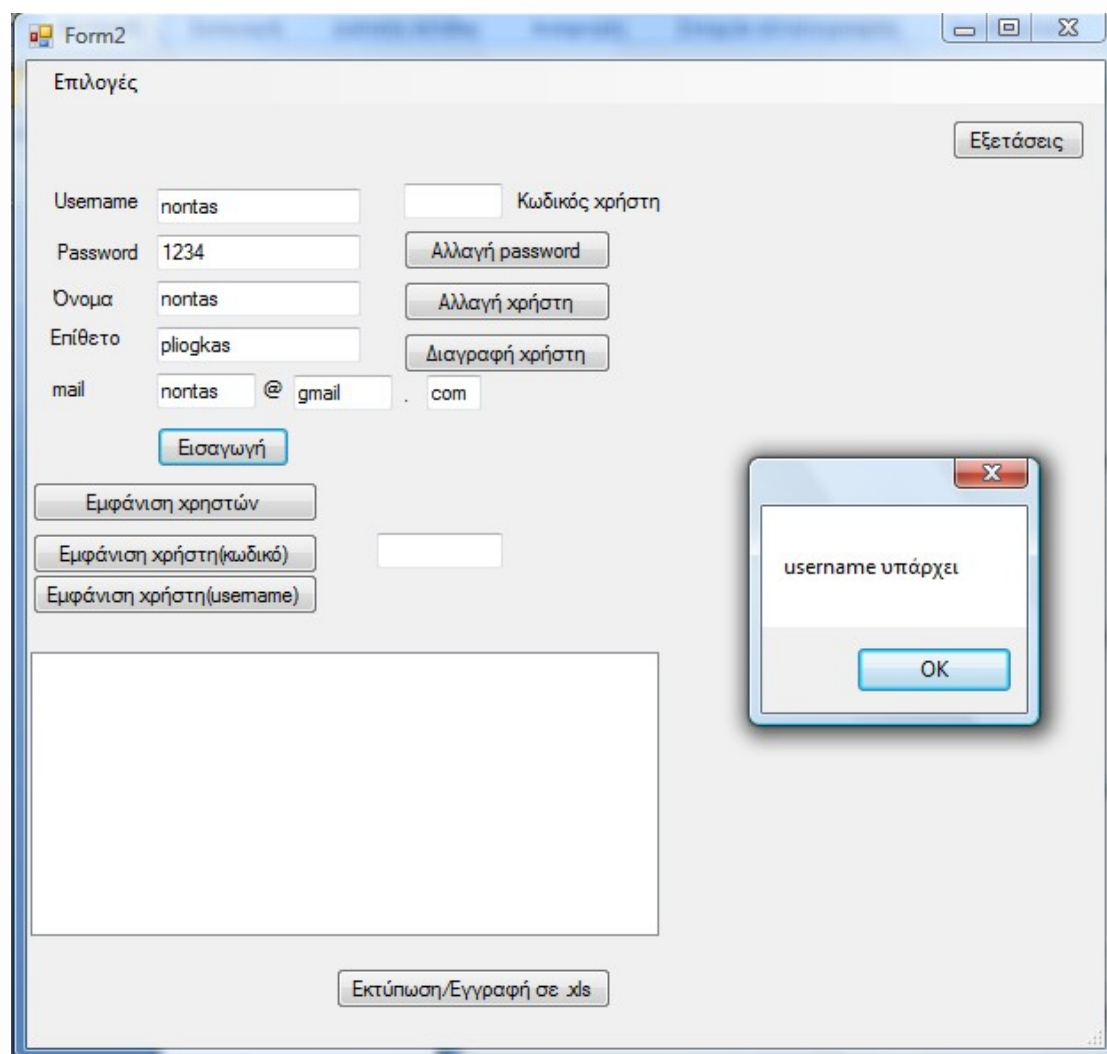 Form2
Επιλογές
Εξετάσεις
Username nontas Κωδικός χρήστη
Password 1234 Αλλαγή password
Όνομα nontas Αλλαγή χρήστη
Επίθετο pliogkas Διαγραφή χρήστη
mail nontas @ gmail . com
Εισαγωγή
Εμφάνιση χρηστών
Εμφάνιση χρήστη(κωδικό)
Εμφάνιση χρήστη(username)
username υπάρχει
OK
Εκτύπωση/Εγγραφή σε .xls